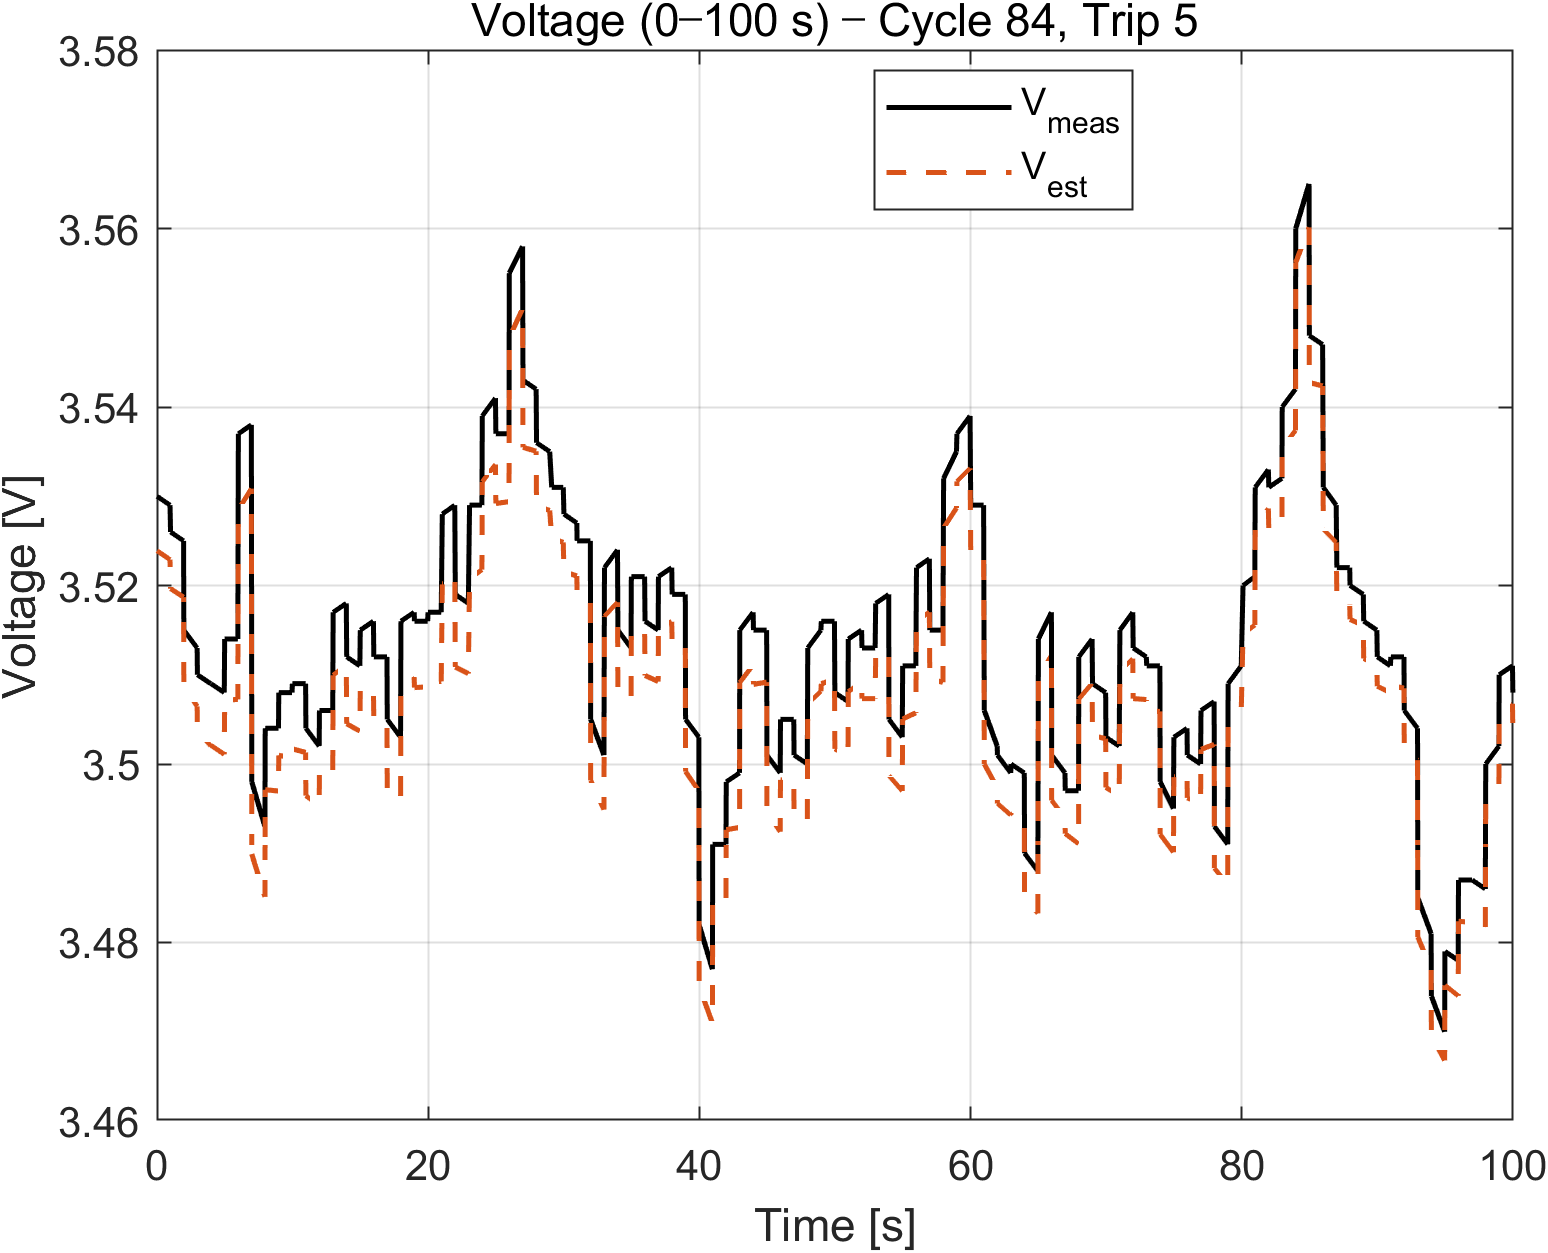 Voltage (0–100 s) – Cycle 84, Trip 5
3.58
3.56
3.54
3.52
3.5
3.48
3.46
Voltage [V]
V_meas
V_est
0 20 40 60 80 100
Time [s]